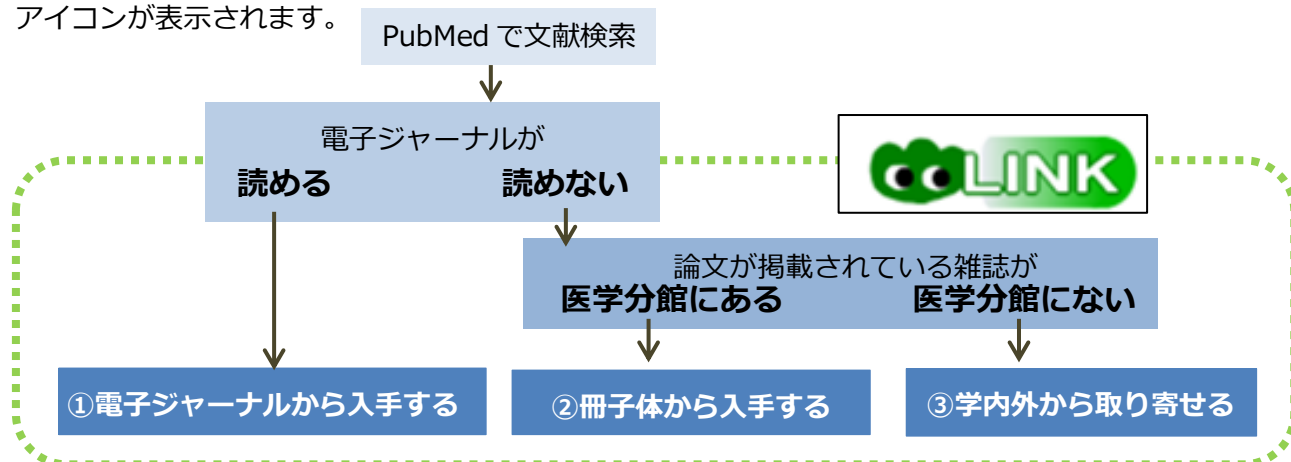 アイコンが表示されます。
PubMed で文献検索
電子ジャーナルが
読める 読めない
LINK
論文が掲載されている雑誌が
医学分館にある 医学分館にない
①電子ジャーナルから入手する
②冊子体から入手する
③学内外から取り寄せる